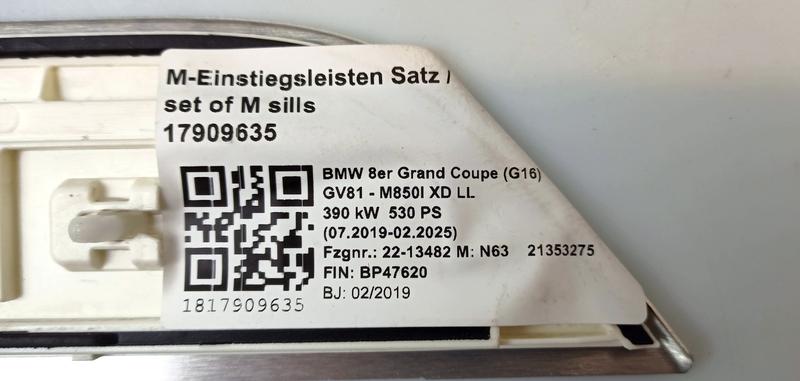 M-Einstiegsleisten Satz /
set of M sills
17909635
BMW 8er Grand Coupe (G16)
GV81 - M850I XD LL
390 kW 530 PS
(07.2019-02.2025)
Fzgnr.: 22-13482 M: N63 21353275
FIN: BP47620
BJ: 02/2019
1817909635